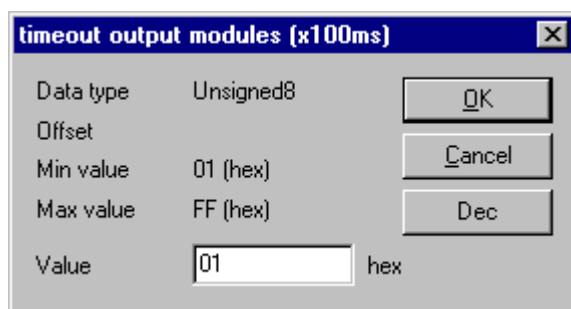 timeout output modules (x100ms)
Data type Unsigned8
OK
Offset
Cancel
Min value 01 (hex)
Max value FF (hex)
Dec
Value 01 hex